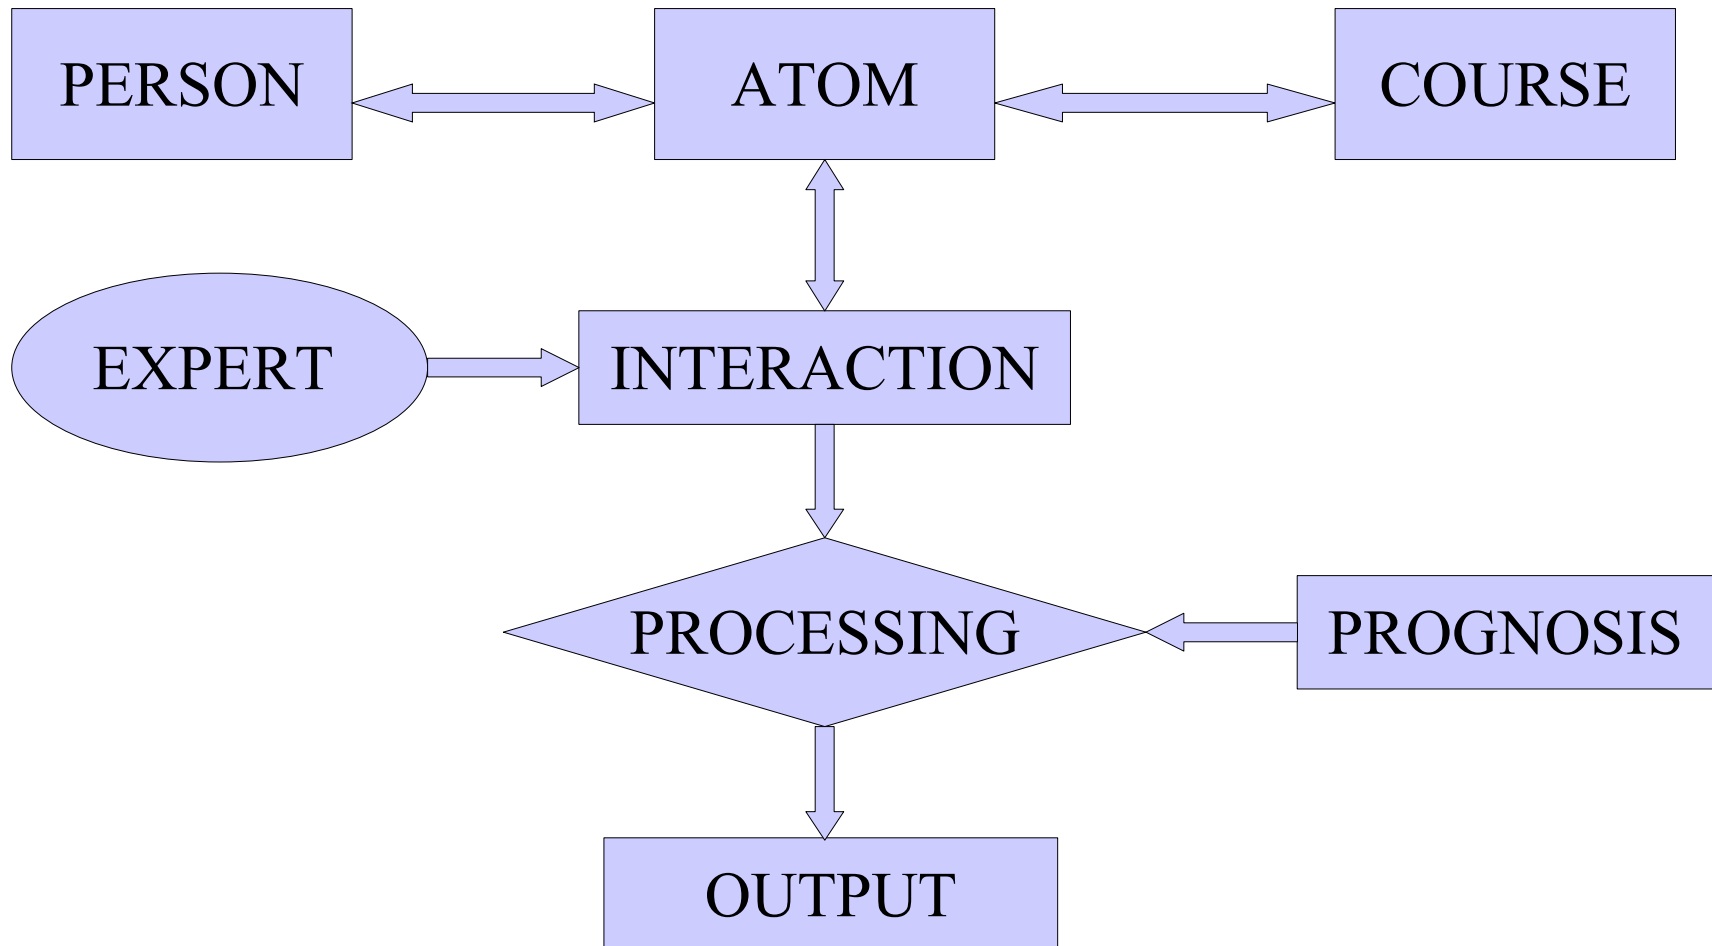 PERSON
ATOM
COURSE
EXPERT
INTERACTION
PROCESSING
PROGNOSIS
OUTPUT